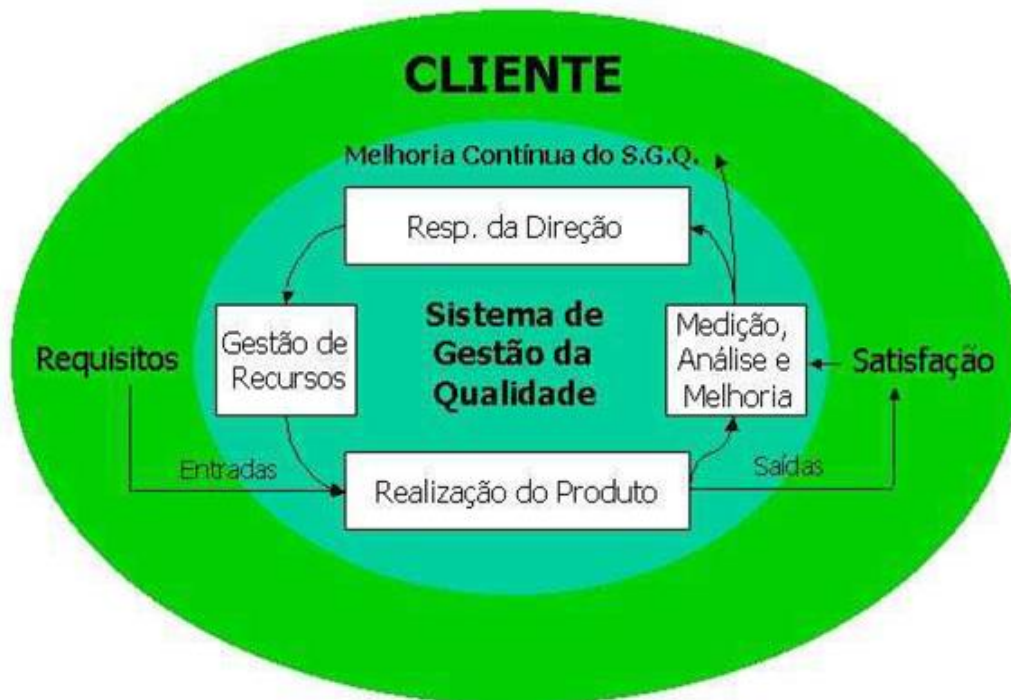 CLIENTE
Melhoria Contínua do S.G.Q.
Resp. da Direção
Sistema de
Gestão da
Qualidade
Gestão de
Recursos
Medição,
Análise e
Melhoria
Requisitos
Satisfação
Entradas
Realização do Produto
Saídas